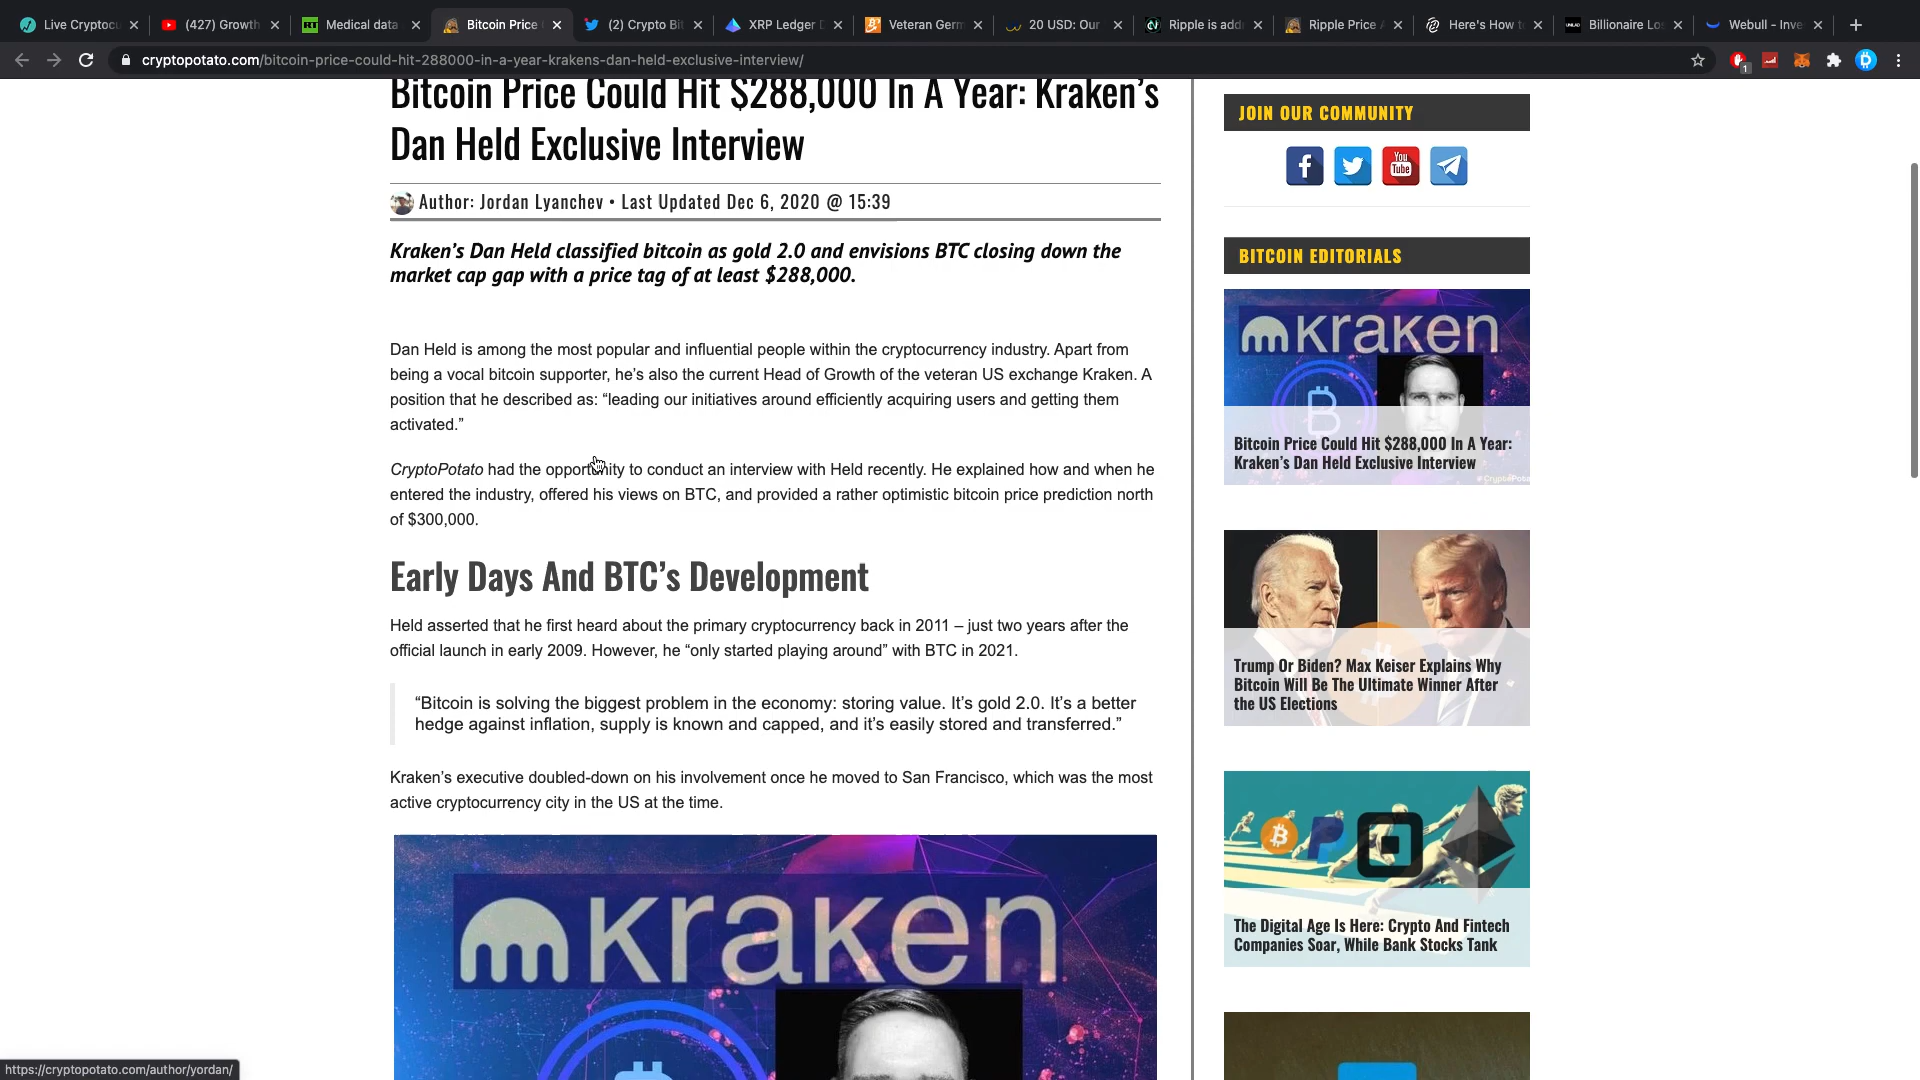 Live Cryptocu
(427) Growth
Medical data
Bitcoin Price
(2) Crypto Bit
XRP Ledger D
Veteran Germ
20 USD: Our
Ripple is add
Ripple Price A
Here's How to
Billionaire Los
Webull - Inve
cryptopotato.com/bitcoin-price-could-hit-288000-in-a-year-krakens-dan-held-exclusive-interview/
1
Bitcoin Price Could Hit $288,000 In A Year: Kraken's
Dan Held Exclusive Interview
Author: Jordan Lyanchev • Last Updated Dec 6, 2020 @ 15:39
Kraken's Dan Held classified bitcoin as gold 2.0 and envisions BTC closing down the
market cap gap with a price tag of at least $288,000.
Dan Held is among the most popular and influential people within the cryptocurrency industry. Apart from
being a vocal bitcoin supporter, he's also the current Head of Growth of the veteran US exchange Kraken. A
position that he described as: “leading our initiatives around efficiently acquiring users and getting them
activated.”
CryptoPotato had the opportunity to conduct an interview with Held recently. He explained how and when he
entered the industry, offered his views on BTC, and provided a rather optimistic bitcoin price prediction north
of $300,000.
Early Days And BTC's Development
Held asserted that he first heard about the primary cryptocurrency back in 2011 – just two years after the
official launch in early 2009. However, he “only started playing around” with BTC in 2021.
“Bitcoin is solving the biggest problem in the economy: storing value. It's gold 2.0. It's a better
hedge against inflation, supply is known and capped, and it's easily stored and transferred.”
Kraken's executive doubled-down on his involvement once he moved to San Francisco, which was the most
active cryptocurrency city in the US at the time.
kraken
JOIN OUR COMMUNITY
You
Tube
BITCOIN EDITORIALS
kraken
Bitcoin Price Could Hit $288,000 In A Year:
Kraken's Dan Held Exclusive Interview
Trump Or Biden? Max Keiser Explains Why
Bitcoin Will Be The Ultimate Winner After
the US Elections
The Digital Age Is Here: Crypto And Fintech
Companies Soar, While Bank Stocks Tank
https://cryptopotato.com/author/yordan/